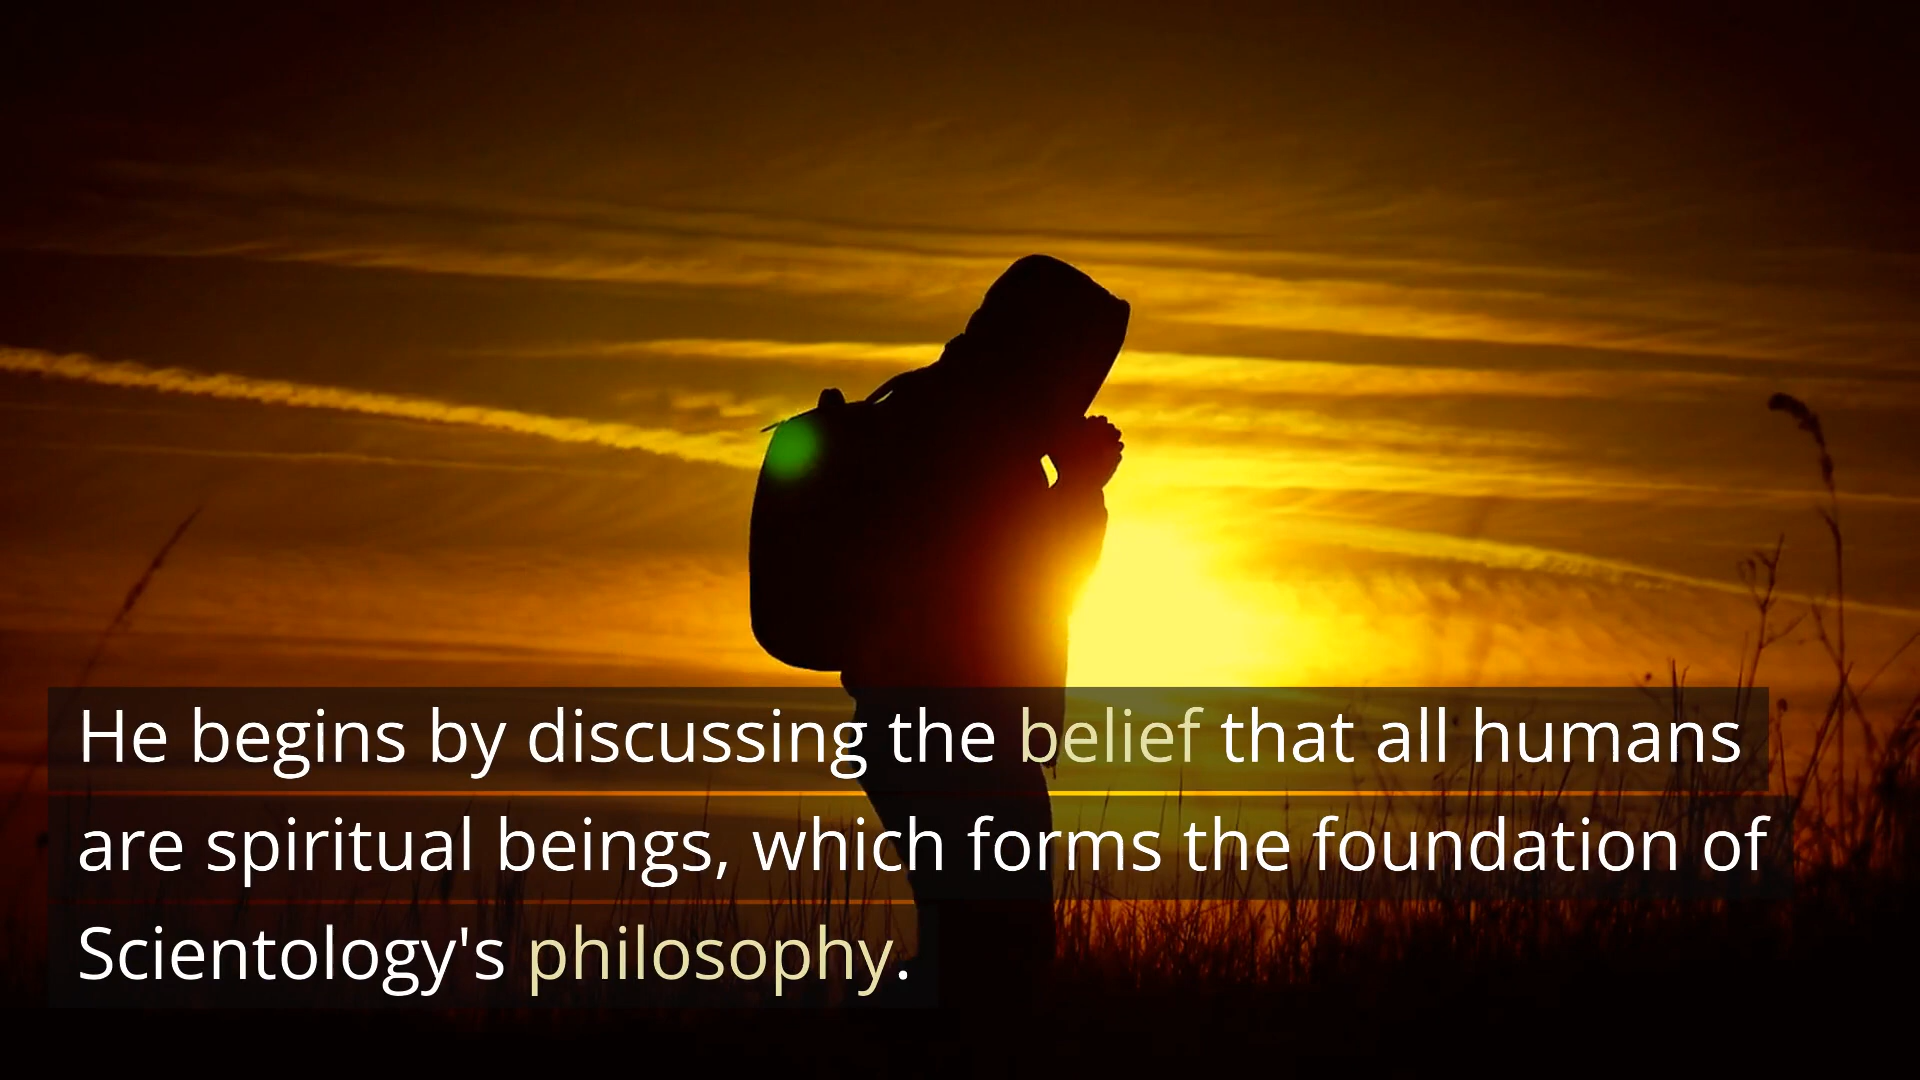 He begins by discussing the belief that all humans
are spiritual beings, which forms the foundation of
Scientology's philosophy.